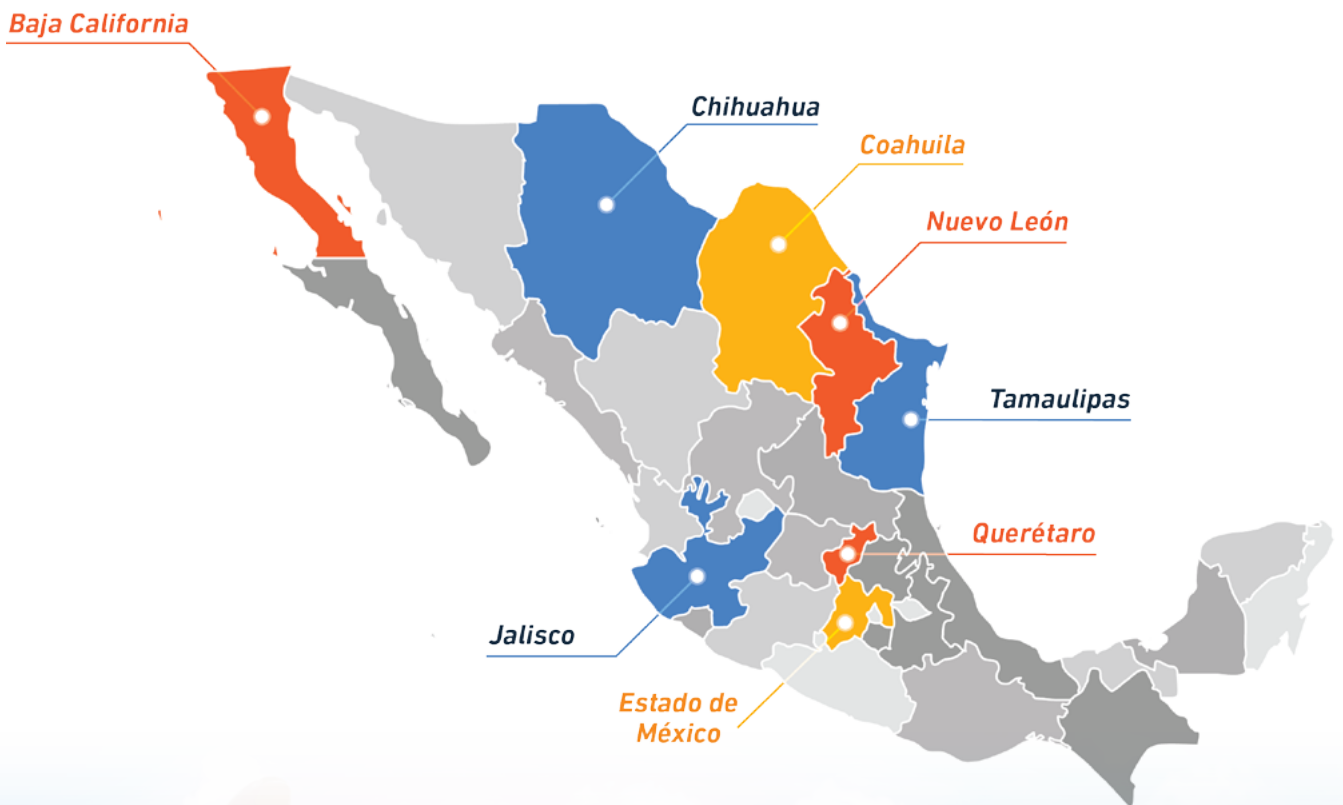 Baja California
Chihuahua
Coahuila
Nuevo León
Tamaulipas
Querétaro
Jalisco
Estado de
México